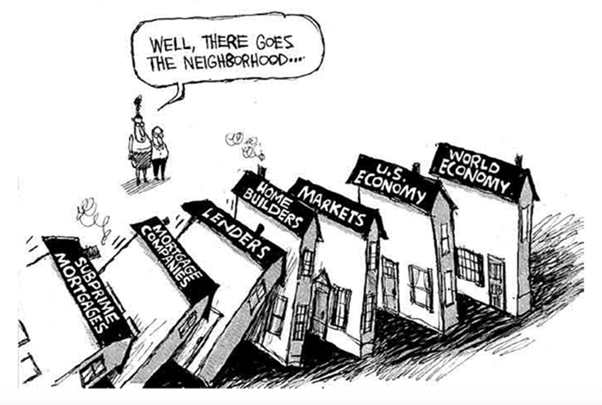 WELL, THERE GOES
THE NEIGHBORHOOD....
SUBPRIME
MORTGAGES
MORTGAGE
COMPANIES
LENDERS
HOME
BUILDERS
MARKETS
U.S.
ECONOMY
WORLD
ECONOMY